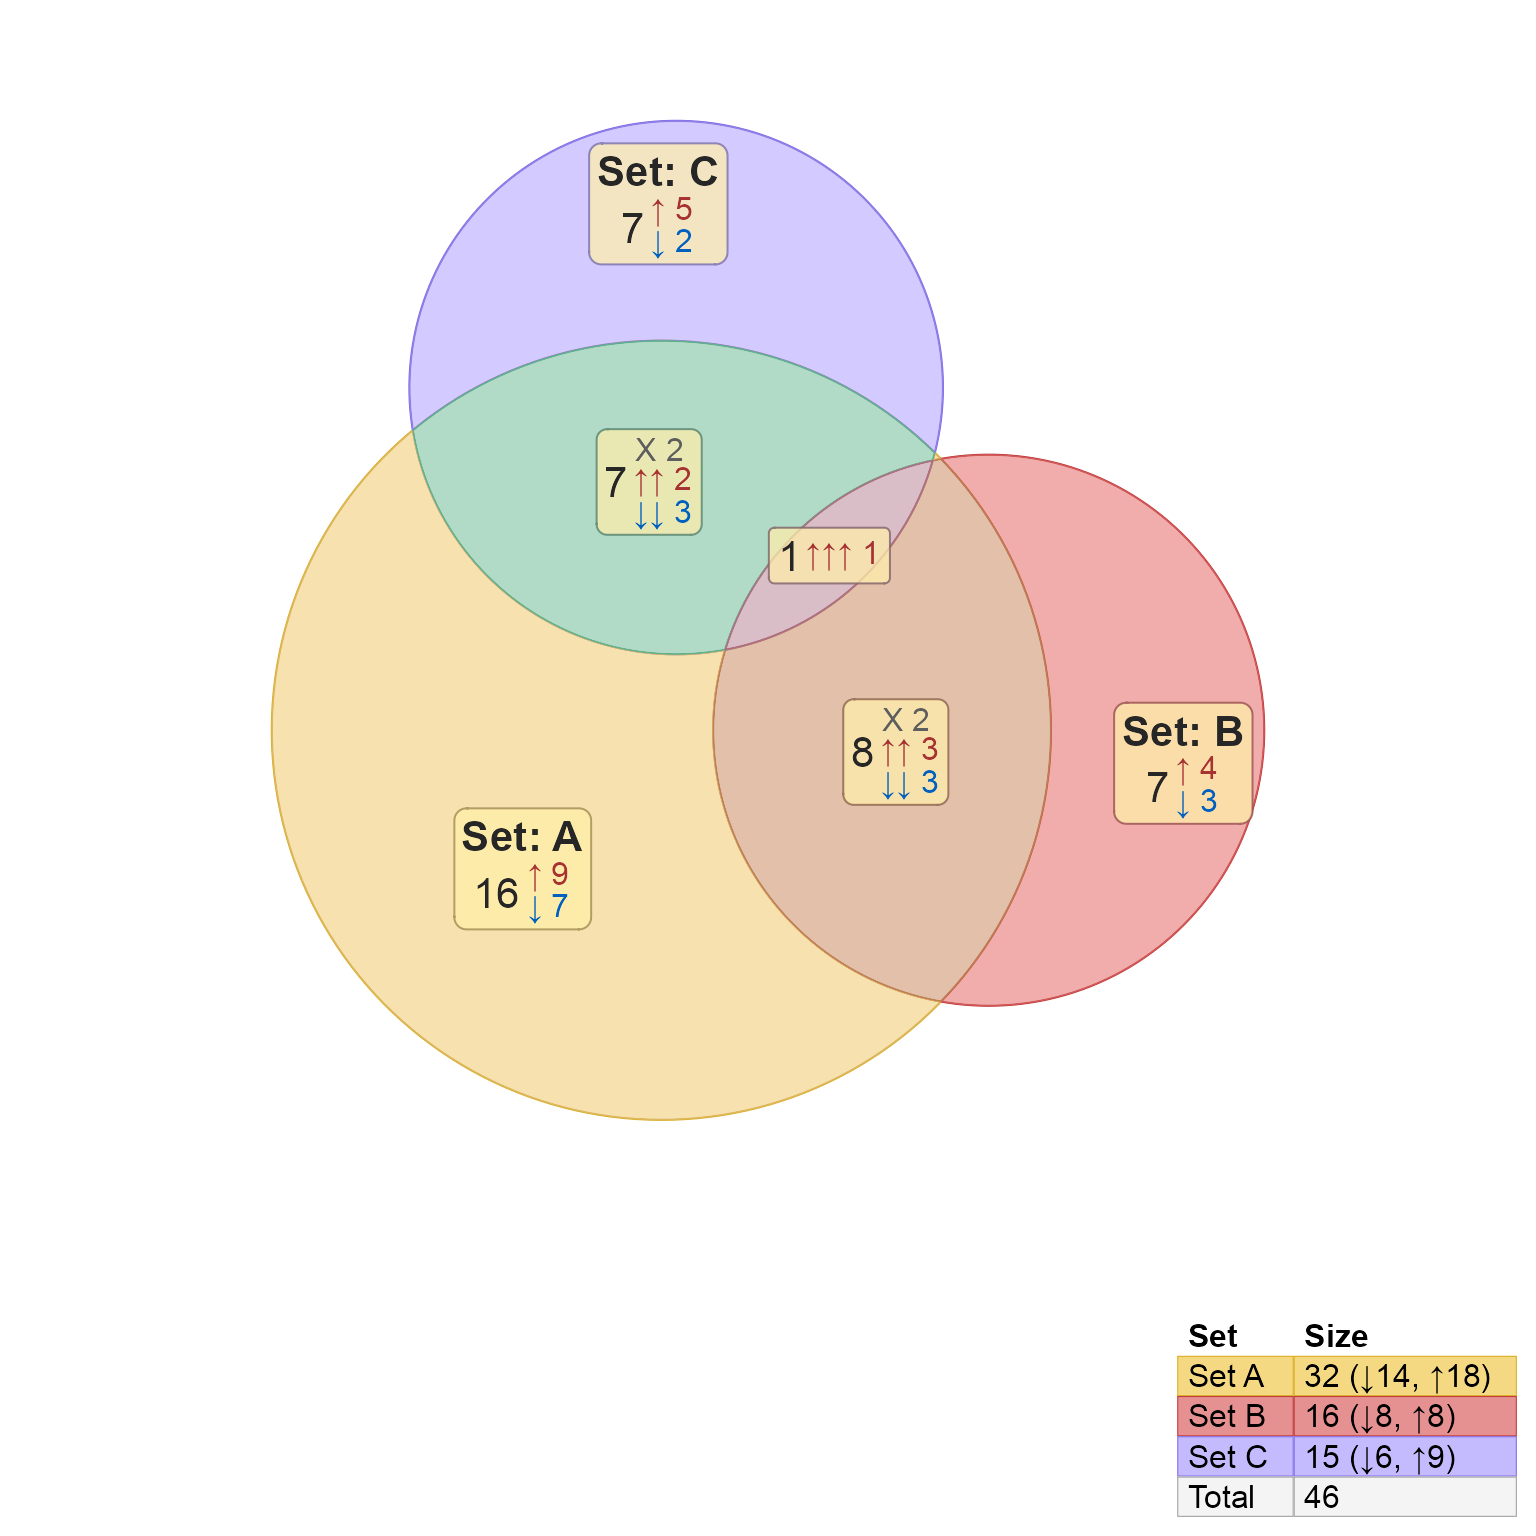 Set: C
7 ↑ 5
↓ 2
X 2
7 ↑↑ 2
↓↓ 3
1 ↑↑↑ 1
X 2
8 ↑↑ 3
↓↓ 3
Set: B
7 ↑ 4
↓ 3
Set: A
16 ↑ 9
↓ 7
Set Size
Set A 32 (↓14, ↑18)
Set B 16 (↓8, ↑8)
Set C 15 (↓6, ↑9)
Total 46